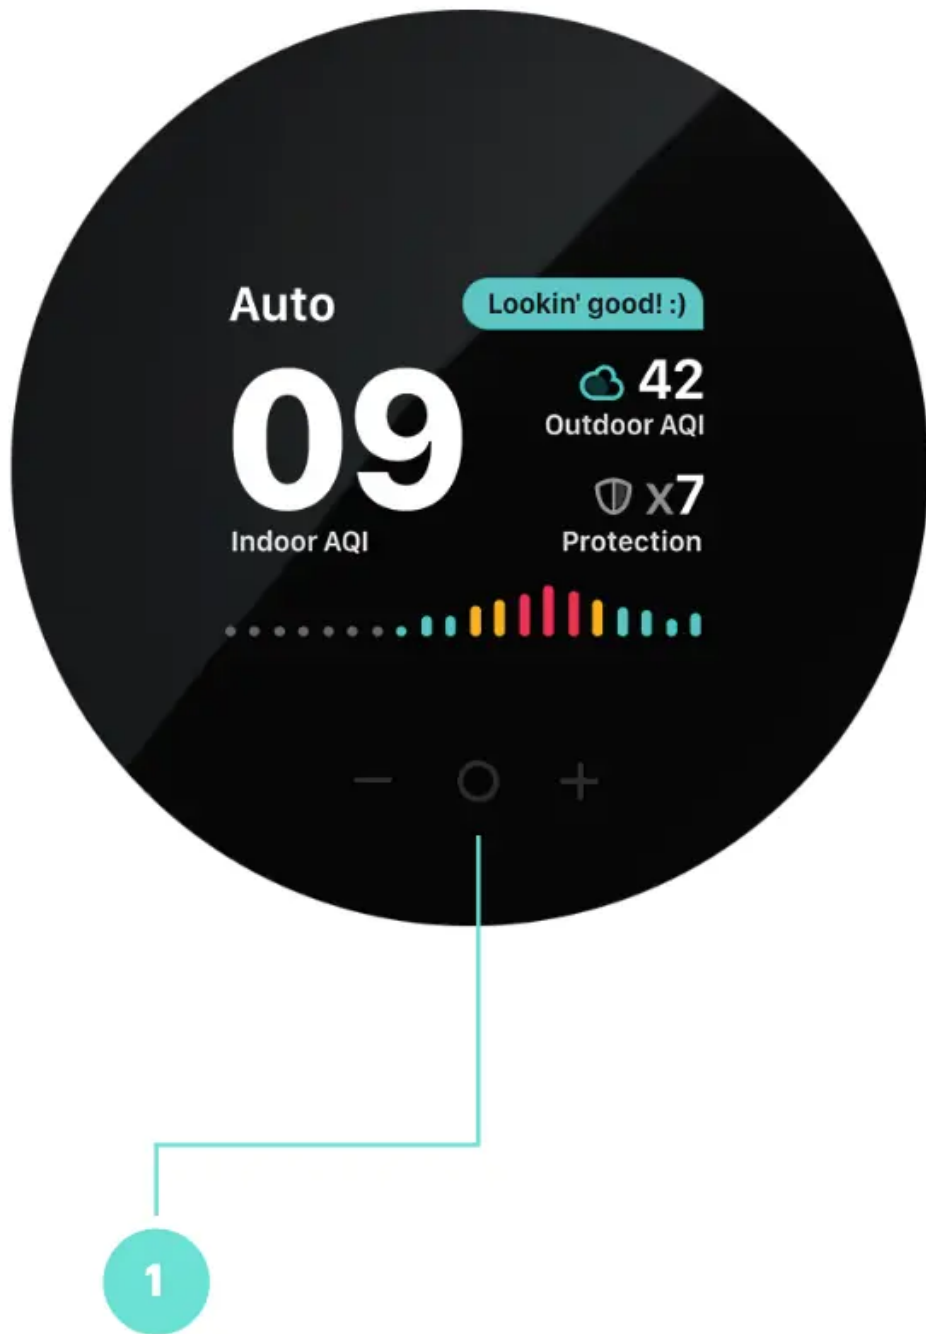 Auto
Lookin' good! :)
09
Indoor AQI
42
Outdoor AQI
x7
Protection
− ○ +
1